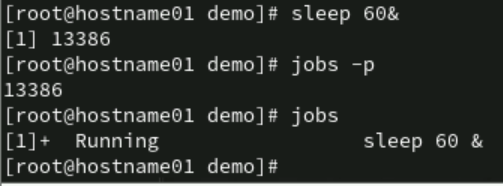 [root@hostname01 demo]# sleep 60&
[1] 13386
[root@hostname01 demo]# jobs -p
13386
[root@hostname01 demo]# jobs
[1]+  Running                 sleep 60 &
[root@hostname01 demo]#